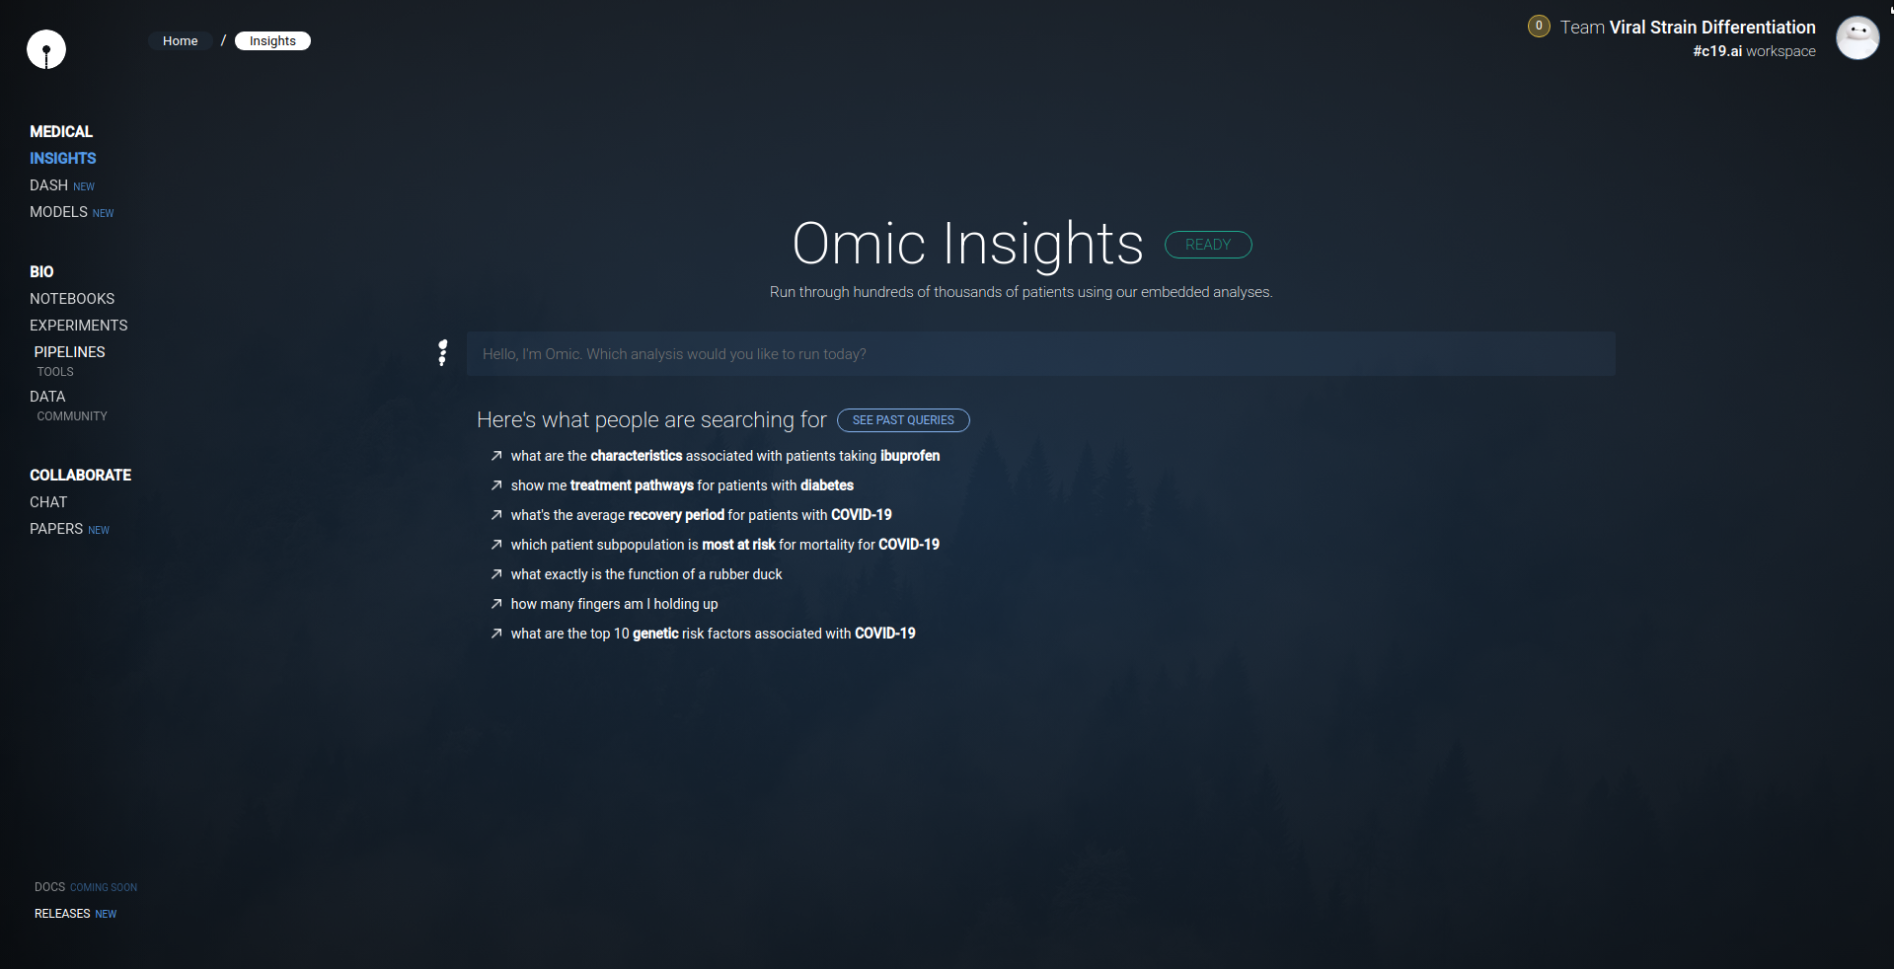 Home / Insights
0 Team Viral Strain Differentiation
#c19.ai workspace
MEDICAL
INSIGHTS
DASH NEW
MODELS NEW
BIO
NOTEBOOKS
EXPERIMENTS
PIPELINES
TOOLS
DATA
COMMUNITY
COLLABORATE
CHAT
PAPERS NEW
DOCS COMING SOON
RELEASES NEW
Omic Insights READY
Run through hundreds of thousands of patients using our embedded analyses.
Hello, I'm Omic. Which analysis would you like to run today?
Here's what people are searching for SEE PAST QUERIES
what are the characteristics associated with patients taking ibuprofen
show me treatment pathways for patients with diabetes
what's the average recovery period for patients with COVID-19
which patient subpopulation is most at risk for mortality for COVID-19
what exactly is the function of a rubber duck
how many fingers am I holding up
what are the top 10 genetic risk factors associated with COVID-19